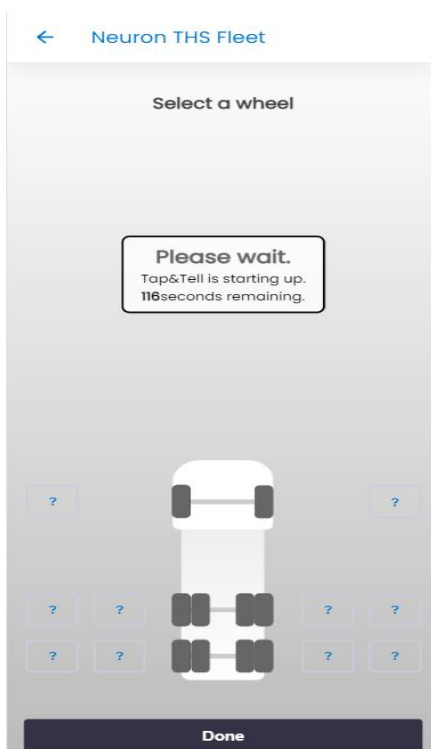 ← Neuron THS Fleet
Select a wheel
Please wait.
Tap&Tell is starting up.
116seconds remaining.
? ?
? ? ? ?
? ? ? ?
Done